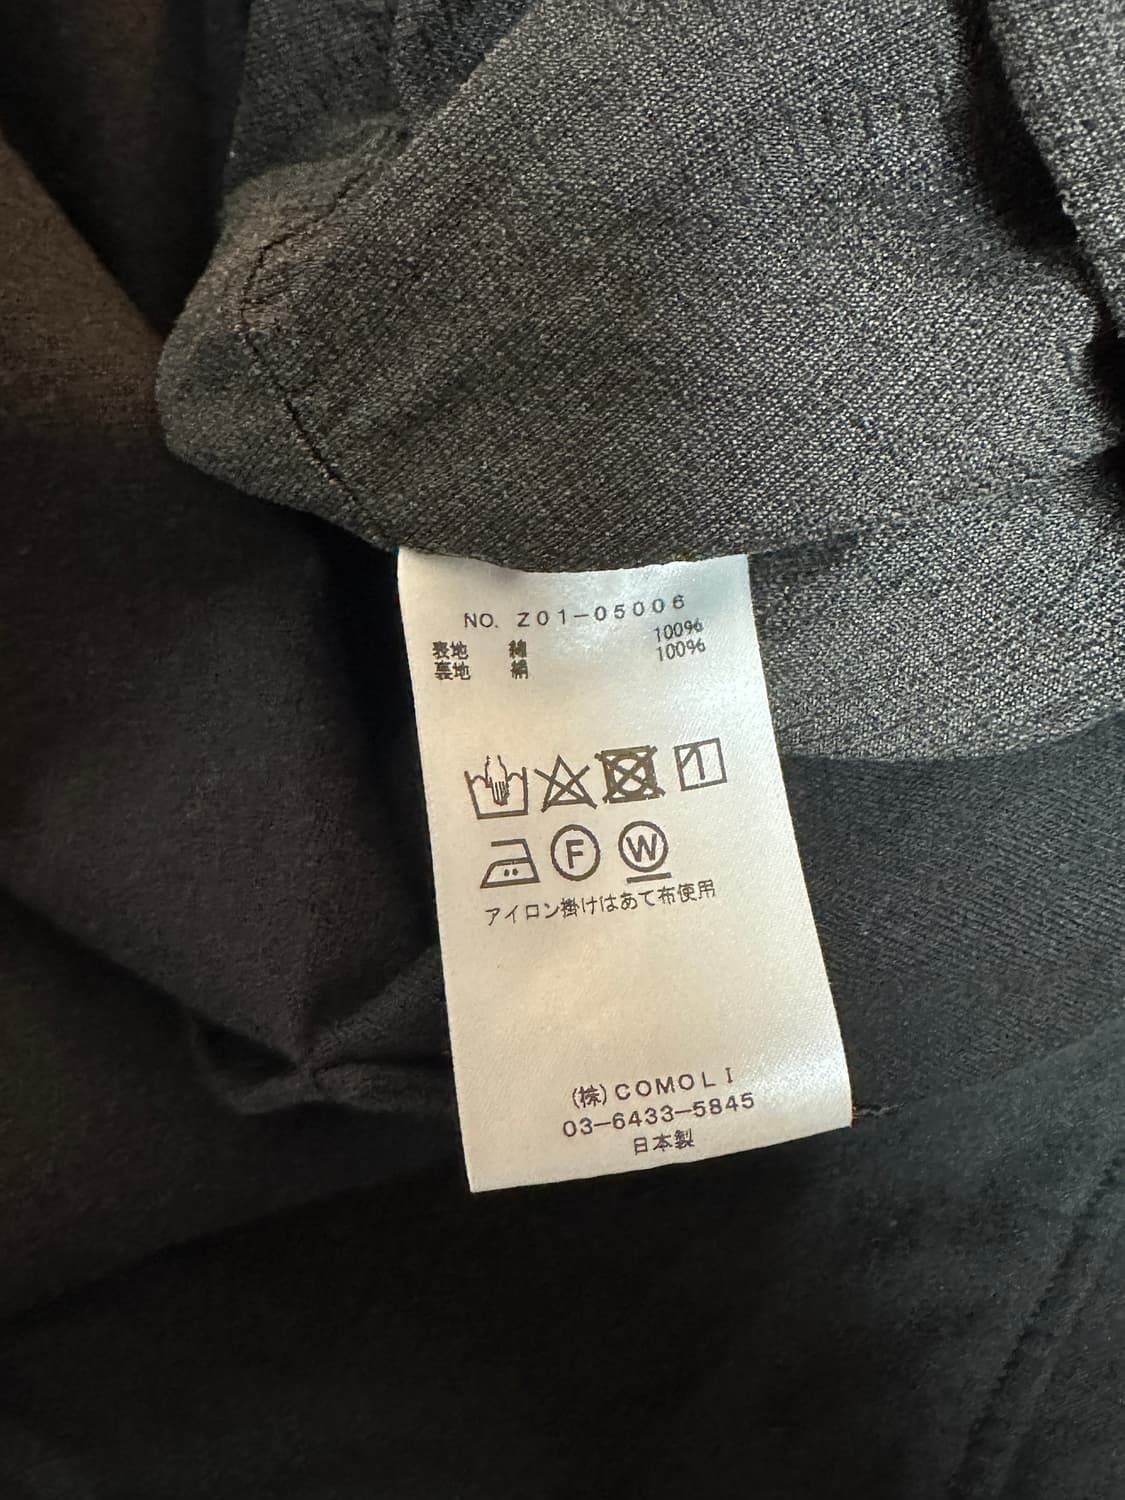 NO. Z01-05006
表地 綿 100%
裏地 絹 100%
F W
アイロン掛けはあて布使用
(株)COMOLI
03-6433-5845
日本製